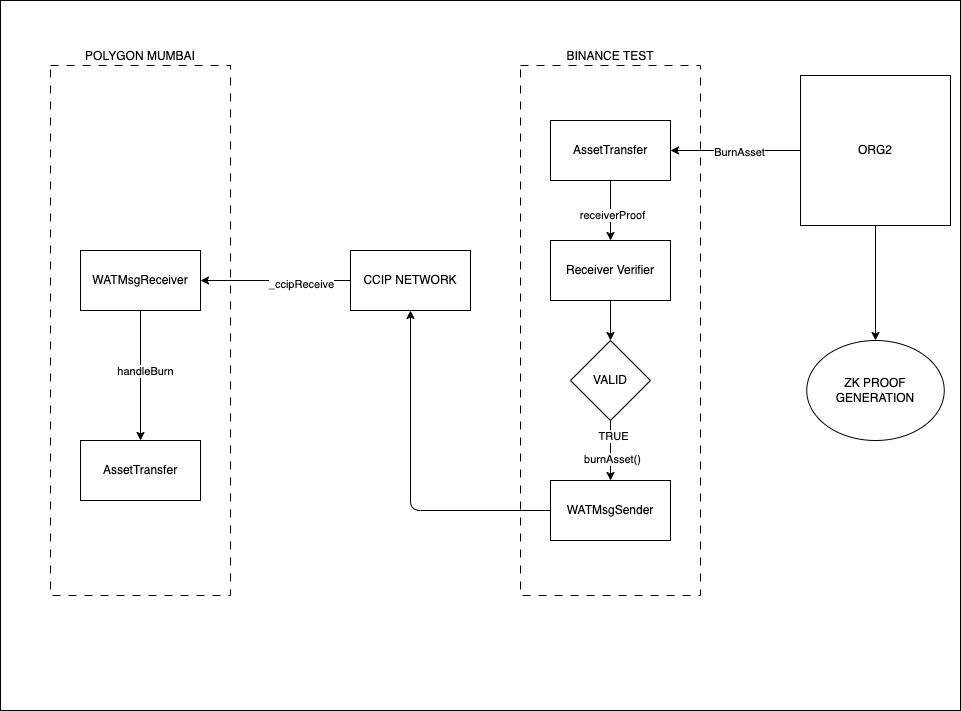 POLYGON MUMBAI
BINANCE TEST
AssetTransfer
BurnAsset
ORG2
receiverProof
WATMsgReceiver
_ccipReceive
CCIP NETWORK
Receiver Verifier
handleBurn
VALID
ZK PROOF
GENERATION
TRUE
burnAsset()
AssetTransfer
WATMsgSender